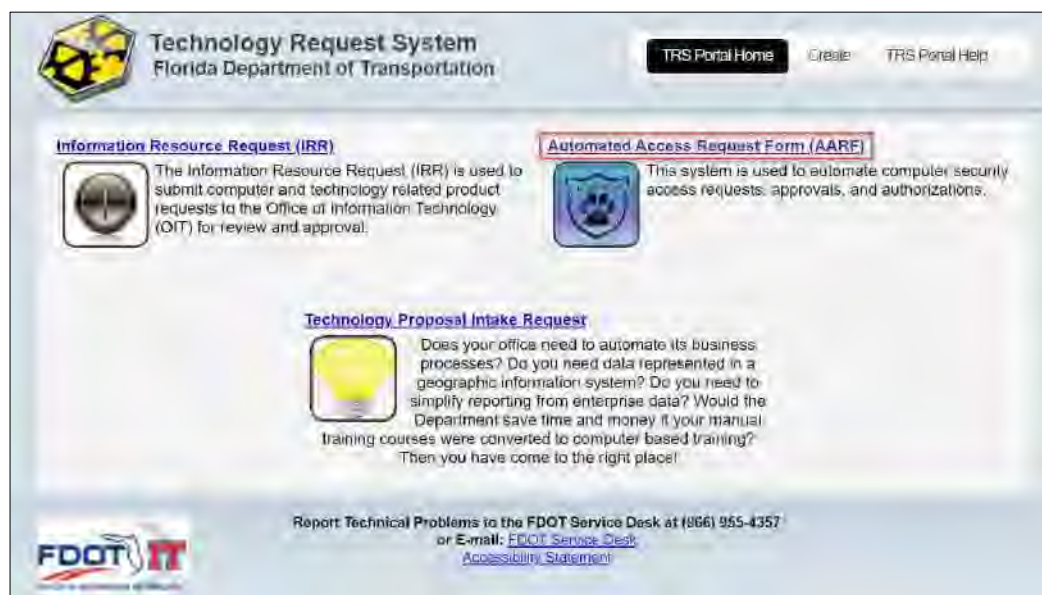 Technology Request System
Florida Department of Transportation
TRS Portal Home Create TRS Portal Help
Information Resource Request (IRR)
The Information Resource Request (IRR) is used to
submit computer and technology related product
requests to the Office of Information Technology
(OIT) for review and approval.
Automated Access Request Form (AARF)
This system is used to automate computer security
access requests, approvals, and authorizations.
Technology Proposal Intake Request
Does your office need to automate its business
processes? Do you need data represented in a
geographic information system? Do you need to
simplify reporting from enterprise data? Would the
Department save time and money if your manual
training courses were converted to computer based training?
Then you have come to the right place!
Report Technical Problems to the FDOT Service Desk at (866) 955-4357
or E-mail: FDOT Service Desk
Accessibility Statement
FDOT IT